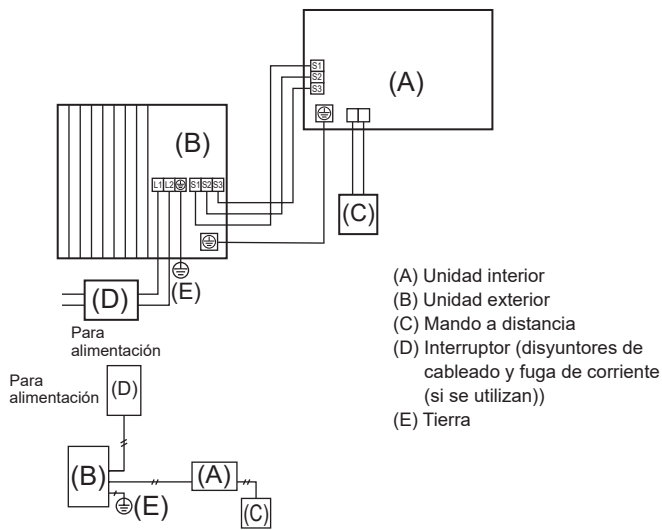 S1
S2
S3
(A)
(B)
L1 L2 S1 S2 S3
(C)
(D)
(E)
Para
alimentación
(A) Unidad interior
(B) Unidad exterior
(C) Mando a distancia
(D) Interruptor (disyuntores de
cableado y fuga de corriente
(si se utilizan))
(E) Tierra
Para
alimentación
(D)
(B)
(A)
(E)
(C)